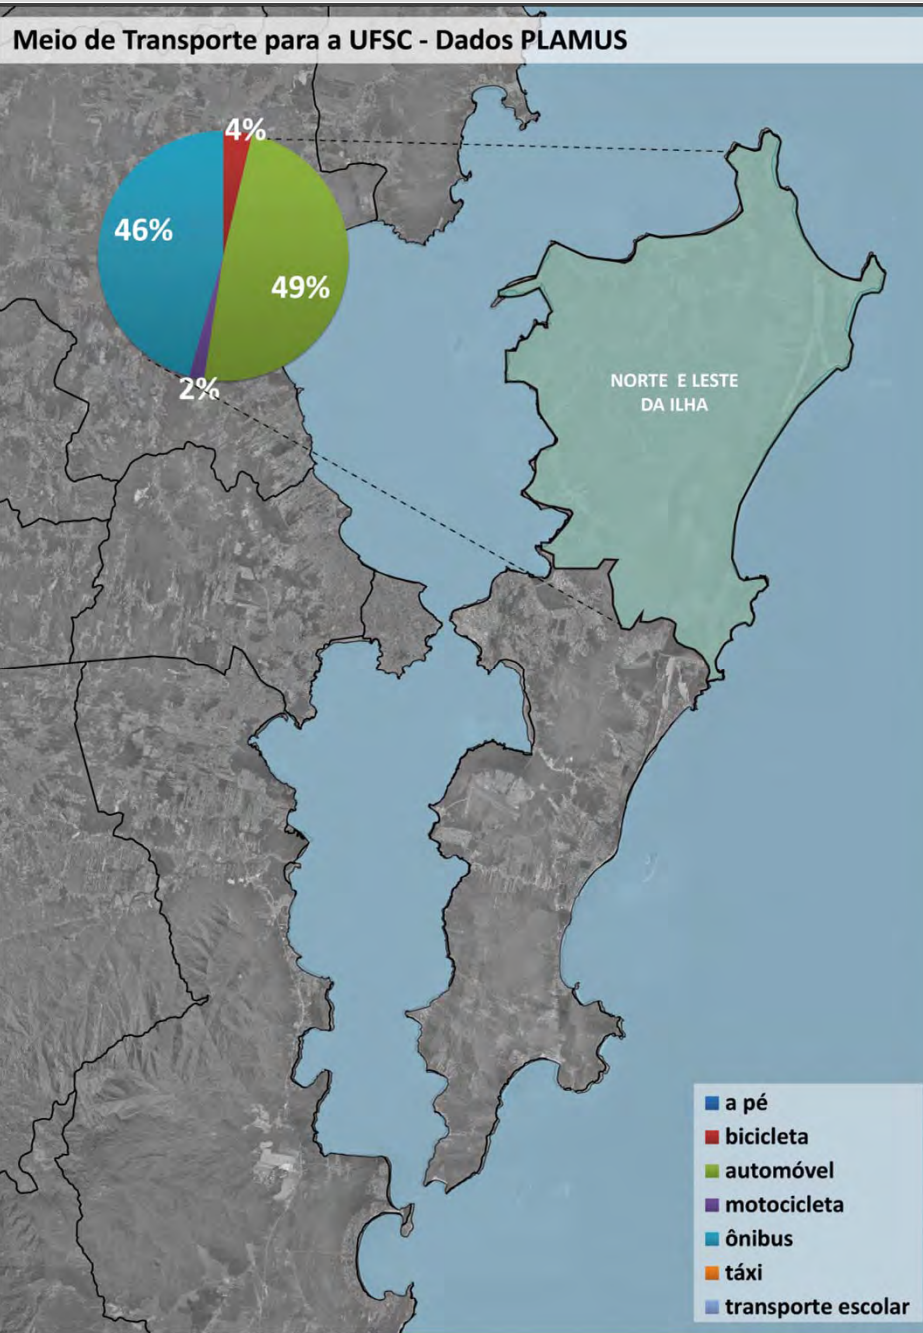 Meio de Transporte para a UFSC - Dados PLAMUS
4%
46%
49%
2%
NORTE E LESTE
DA ILHA
a pé
bicicleta
automóvel
motocicleta
ônibus
táxi
transporte escolar